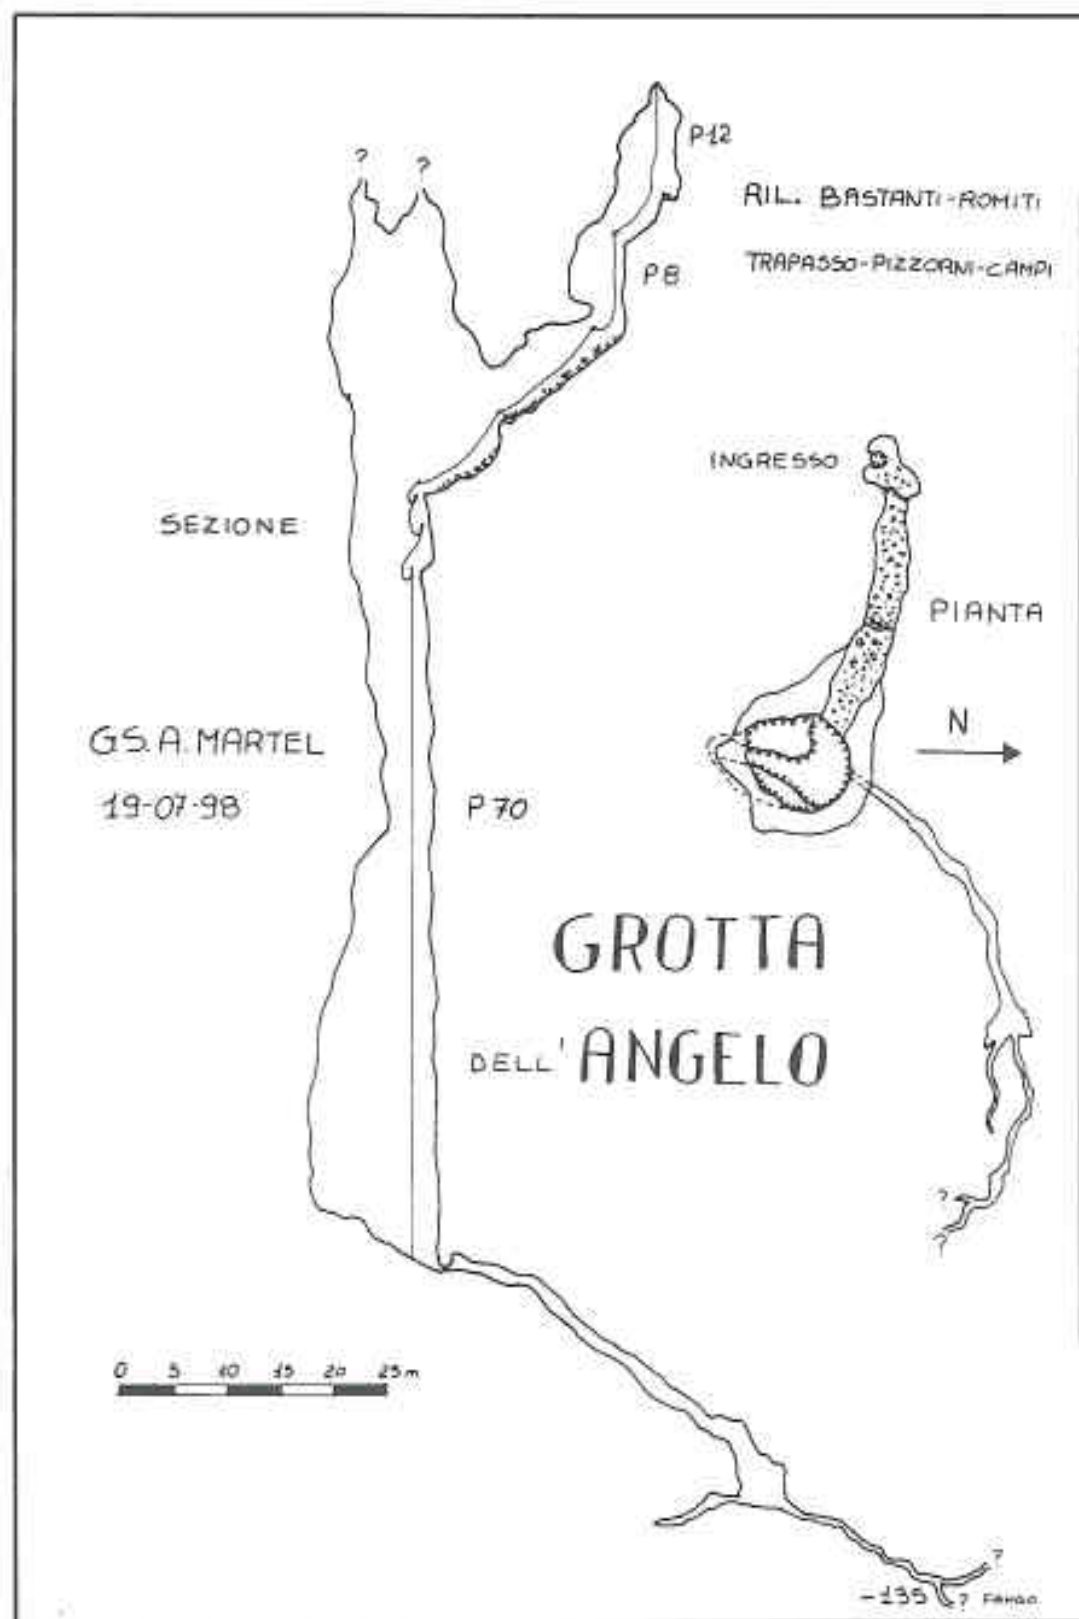 P12
?
?
RIL. BASTANTI-ROMITI
P8
TRAPASSO-PIZZORNI-CAMPI
INGRESSO
SEZIONE
PIANTA
N
G.S. A. MARTEL
19-07-98
P70
GROTTA
DELL'ANGELO
?
?
0 5 10 15 20 25m
?
-135 ? FANGO